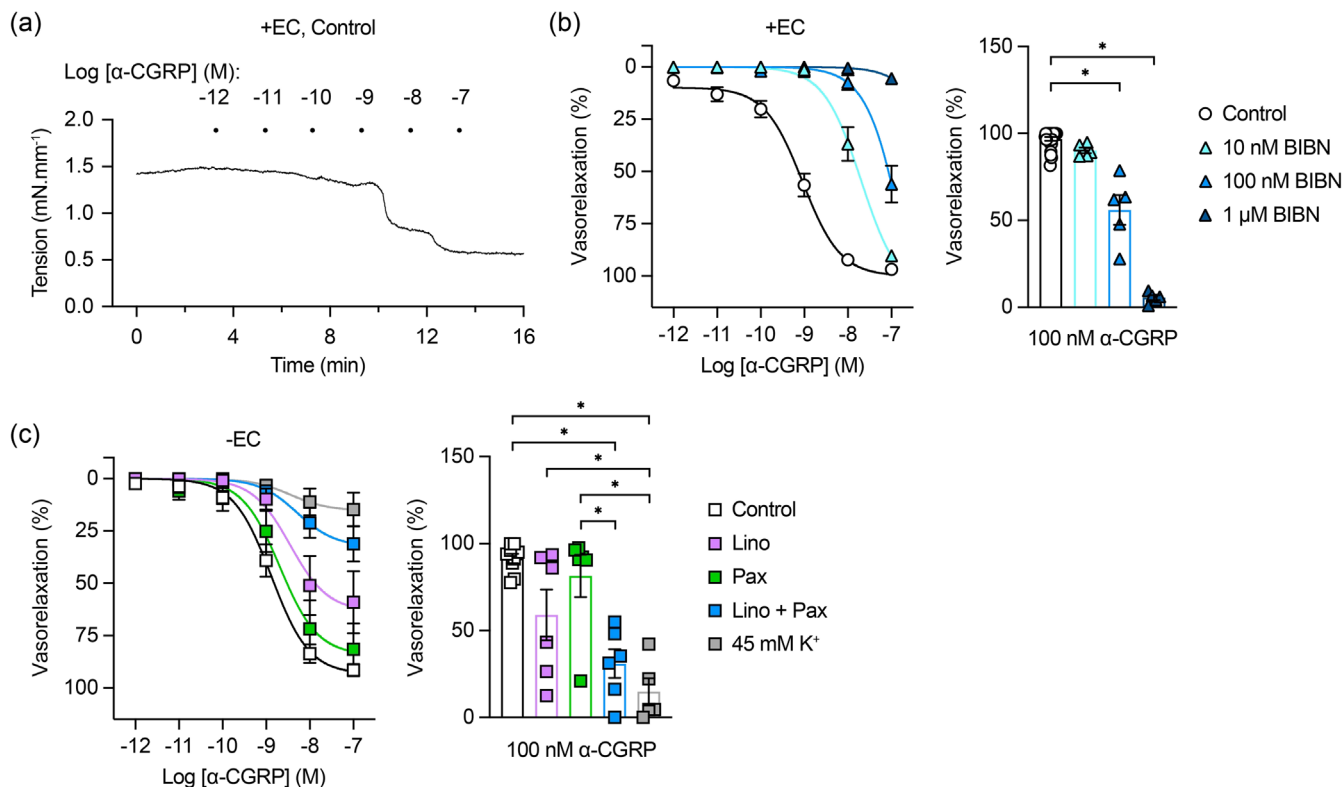 (a)
+EC, Control
Log [α-CGRP] (M):
-12 -11 -10 -9 -8 -7
Tension (mN.mm⁻¹)
2.0
1.5
1.0
0.5
0.0
0 4 8 12 16
Time (min)
(b)
+EC
Vasorelaxation (%)
0
25
50
75
100
-12 -11 -10 -9 -8 -7
Log [α-CGRP] (M)
Vasorelaxation (%)
150
100
50
0
* 
*
100 nM α-CGRP
Control
10 nM BIBN
100 nM BIBN
1 µM BIBN
(c)
-EC
Vasorelaxation (%)
0
25
50
75
100
-12 -11 -10 -9 -8 -7
Log [α-CGRP] (M)
Vasorelaxation (%)
150
100
50
0
*
*
*
*
*
100 nM α-CGRP
Control
Lino
Pax
Lino + Pax
45 mM K⁺